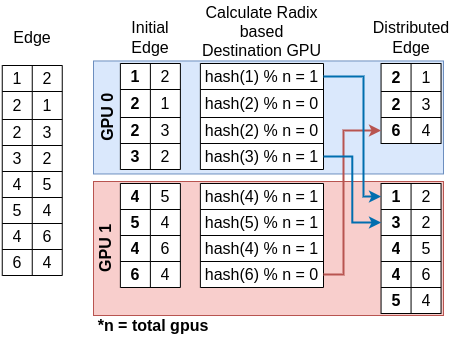 Edge
1 2
2 1
2 3
3 2
4 5
5 4
4 6
6 4
Initial
Edge
Calculate Radix
based
Destination GPU
Distributed
Edge
GPU 0
1 2
2 1
2 3
3 2
hash(1) % n = 1
hash(2) % n = 0
hash(2) % n = 0
hash(3) % n = 1
2 1
2 3
6 4
GPU 1
4 5
5 4
4 6
6 4
hash(4) % n = 1
hash(5) % n = 1
hash(4) % n = 1
hash(6) % n = 0
1 2
3 2
4 5
4 6
5 4
*n = total gpus